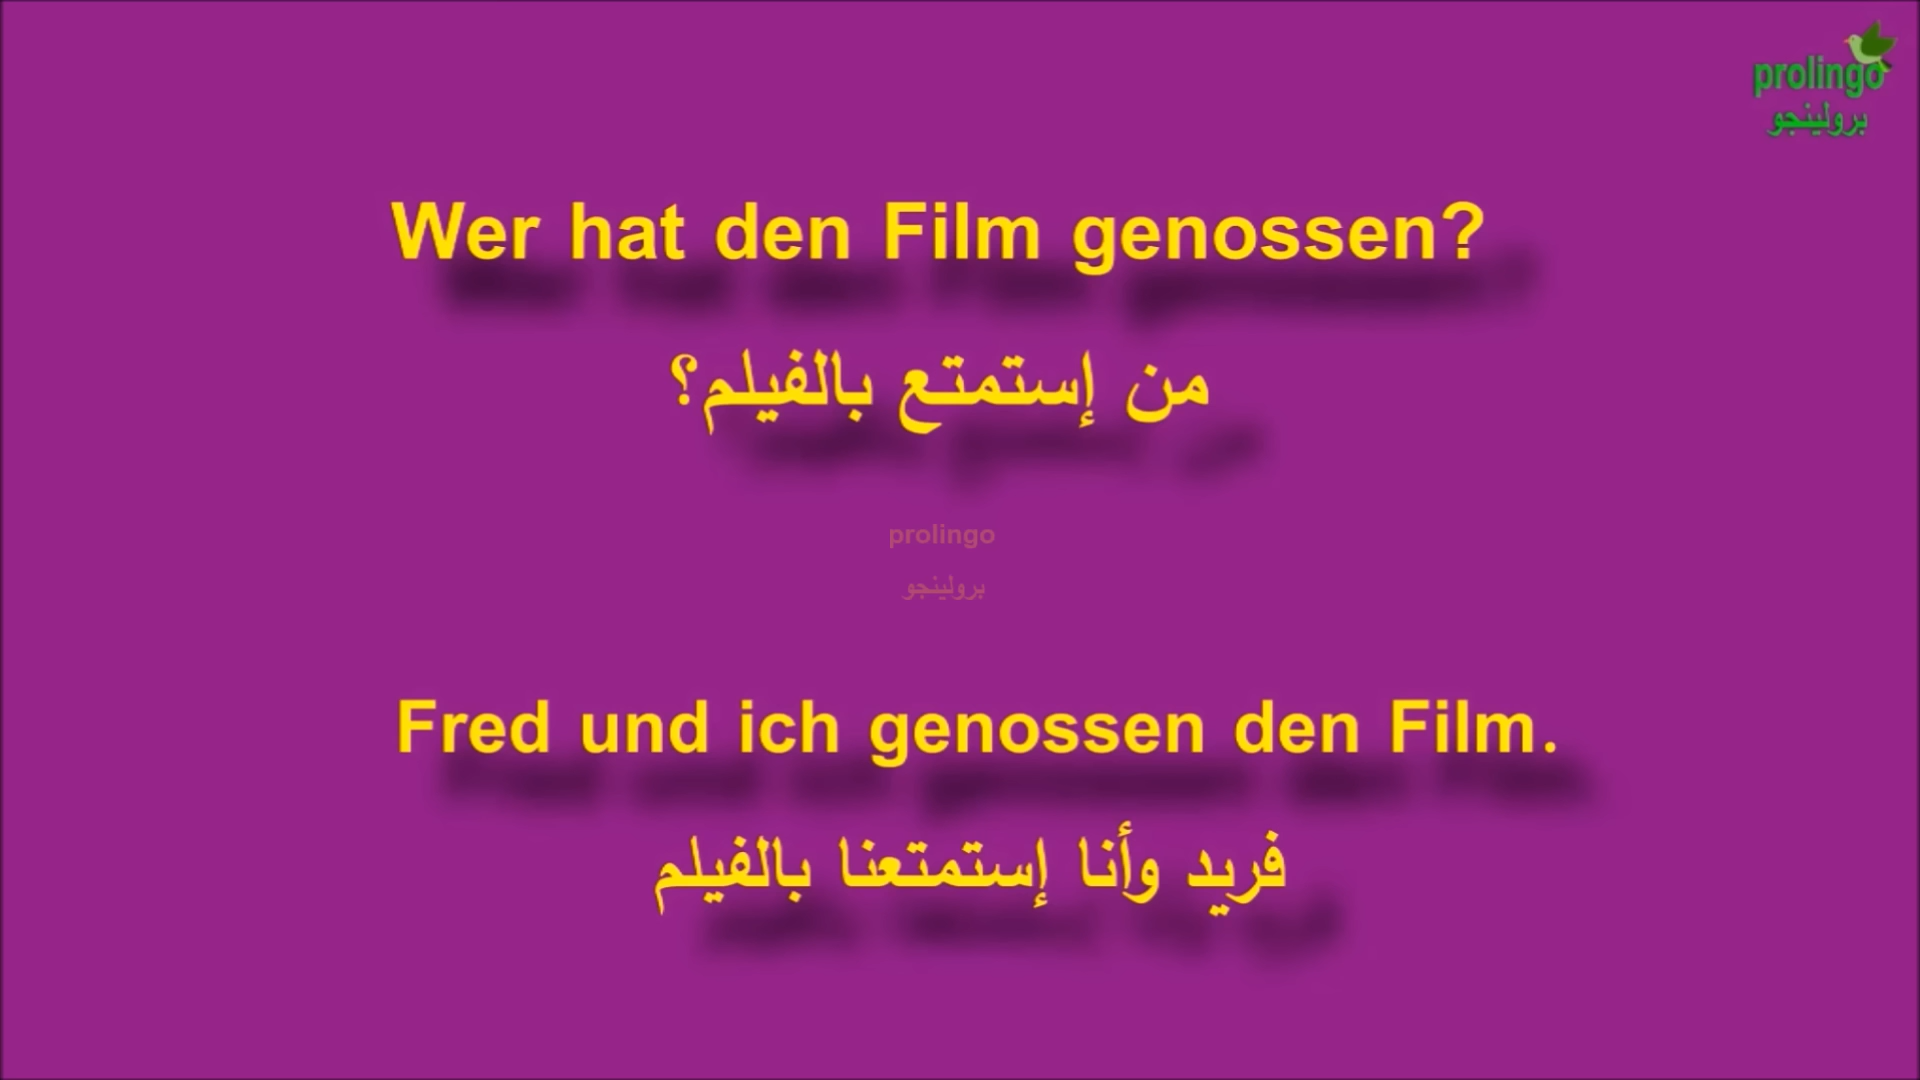 prolingo
برولينجو
Wer hat den Film genossen?
من إستمتع بالفيلم؟
prolingo
برولينجو
Fred und ich genossen den Film.
فريد وأنا إستمتعنا بالفيلم